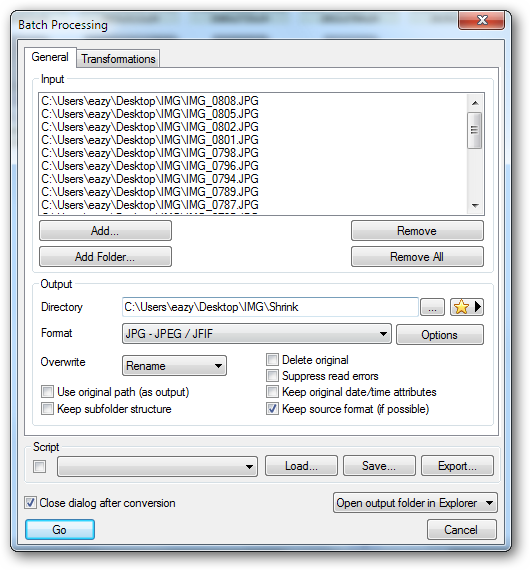 Batch Processing
General Transformations
Input
C:\Users\eazy\Desktop\IMG\IMG_0808.JPG
C:\Users\eazy\Desktop\IMG\IMG_0805.JPG
C:\Users\eazy\Desktop\IMG\IMG_0802.JPG
C:\Users\eazy\Desktop\IMG\IMG_0801.JPG
C:\Users\eazy\Desktop\IMG\IMG_0798.JPG
C:\Users\eazy\Desktop\IMG\IMG_0796.JPG
C:\Users\eazy\Desktop\IMG\IMG_0794.JPG
C:\Users\eazy\Desktop\IMG\IMG_0789.JPG
C:\Users\eazy\Desktop\IMG\IMG_0787.JPG
Add... Remove
Add Folder... Remove All
Output
Directory C:\Users\eazy\Desktop\IMG\Shrink ...
Format JPG - JPEG / JFIF Options
Overwrite Rename Delete original
Suppress read errors
Use original path (as output) Keep original date/time attributes
Keep subfolder structure Keep source format (if possible)
Script
Load... Save... Export...
Close dialog after conversion Open output folder in Explorer
Go Cancel